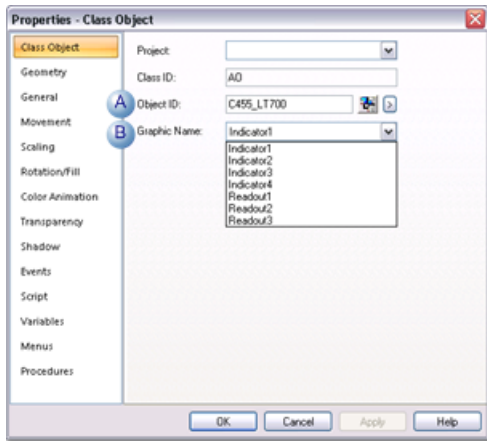 Properties - Class Object
Class Object
Geometry
General
Movement
Scaling
Rotation/Fill
Color Animation
Transparency
Shadow
Events
Script
Variables
Menus
Procedures
Project:
Class ID: AO
A Object ID: C455_LT700 >
B Graphic Name: Indicator1
Indicator1
Indicator2
Indicator3
Indicator4
Readout1
Readout2
Readout3
OK Cancel Apply Help